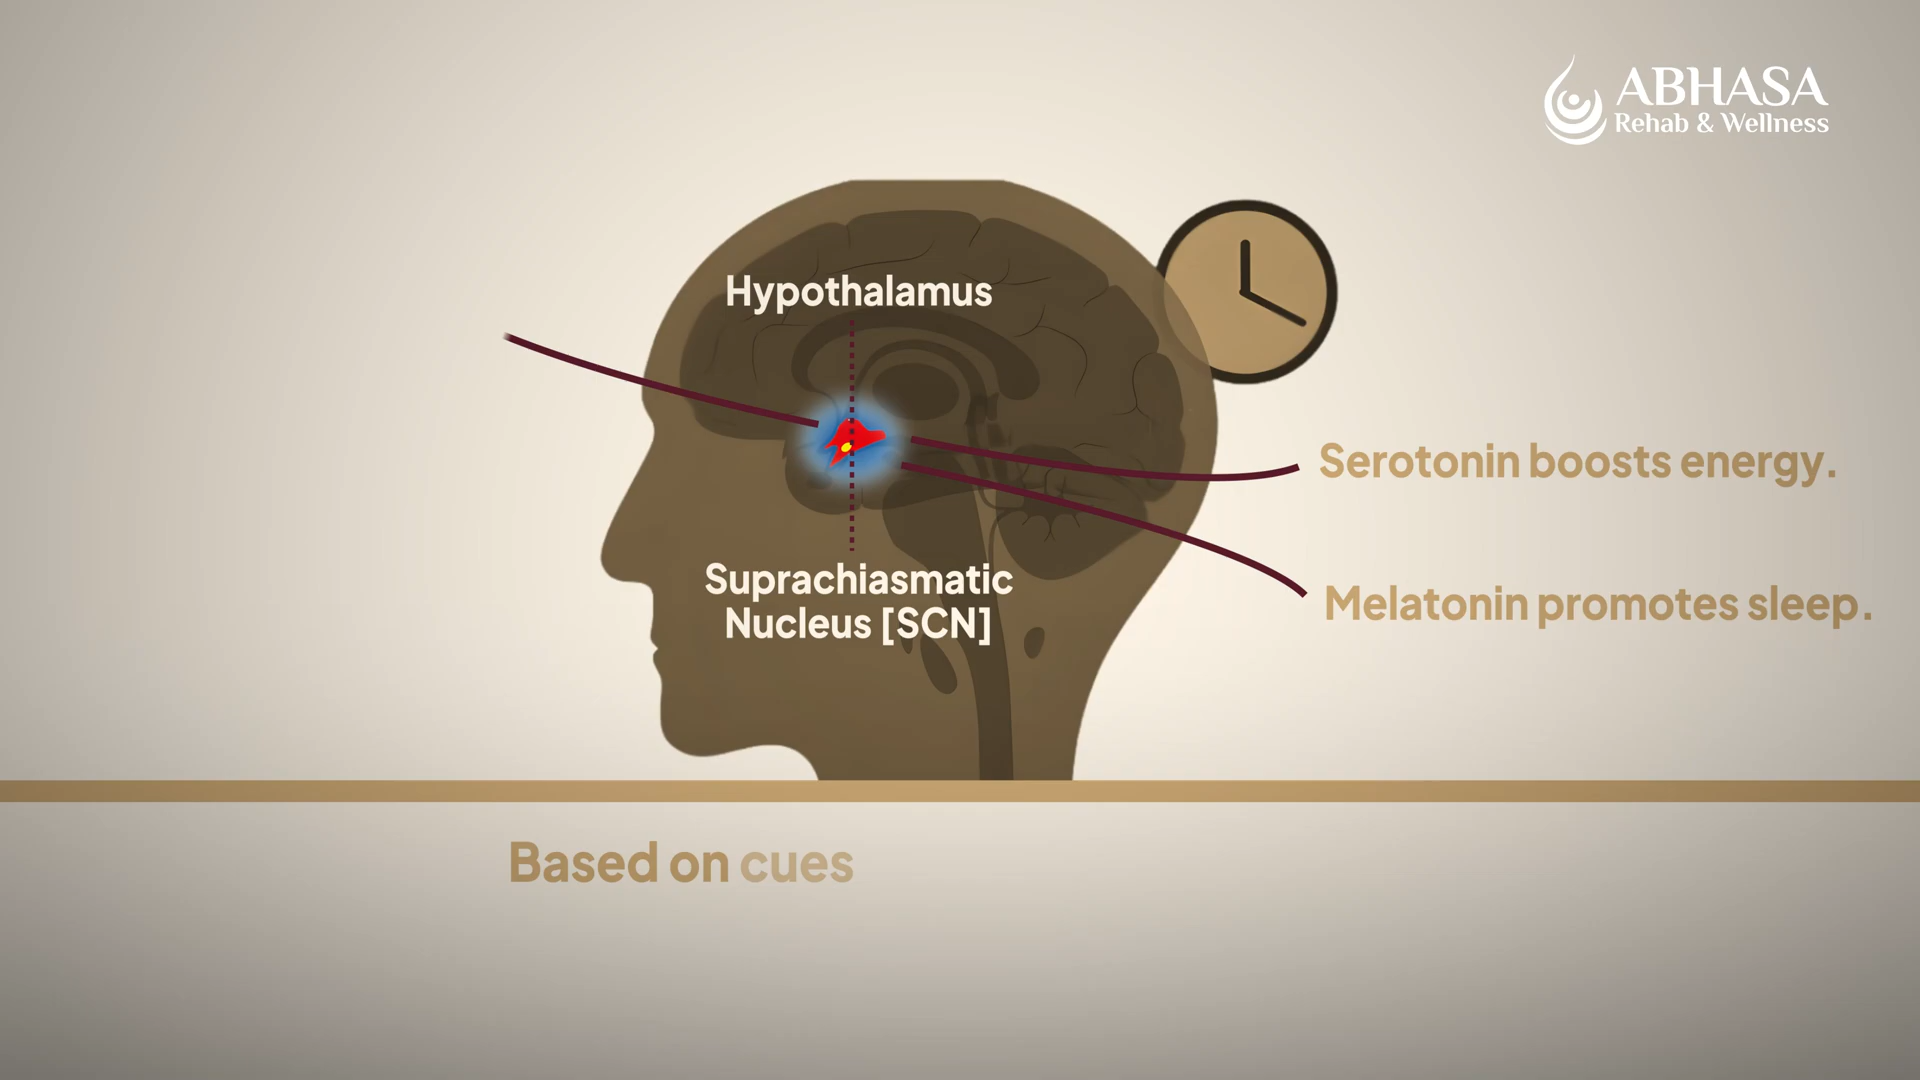 ABHASA
Rehab & Wellness
Hypothalamus
Serotonin boosts energy.
Suprachiasmatic
Nucleus [SCN]
Melatonin promotes sleep.
Based on cues